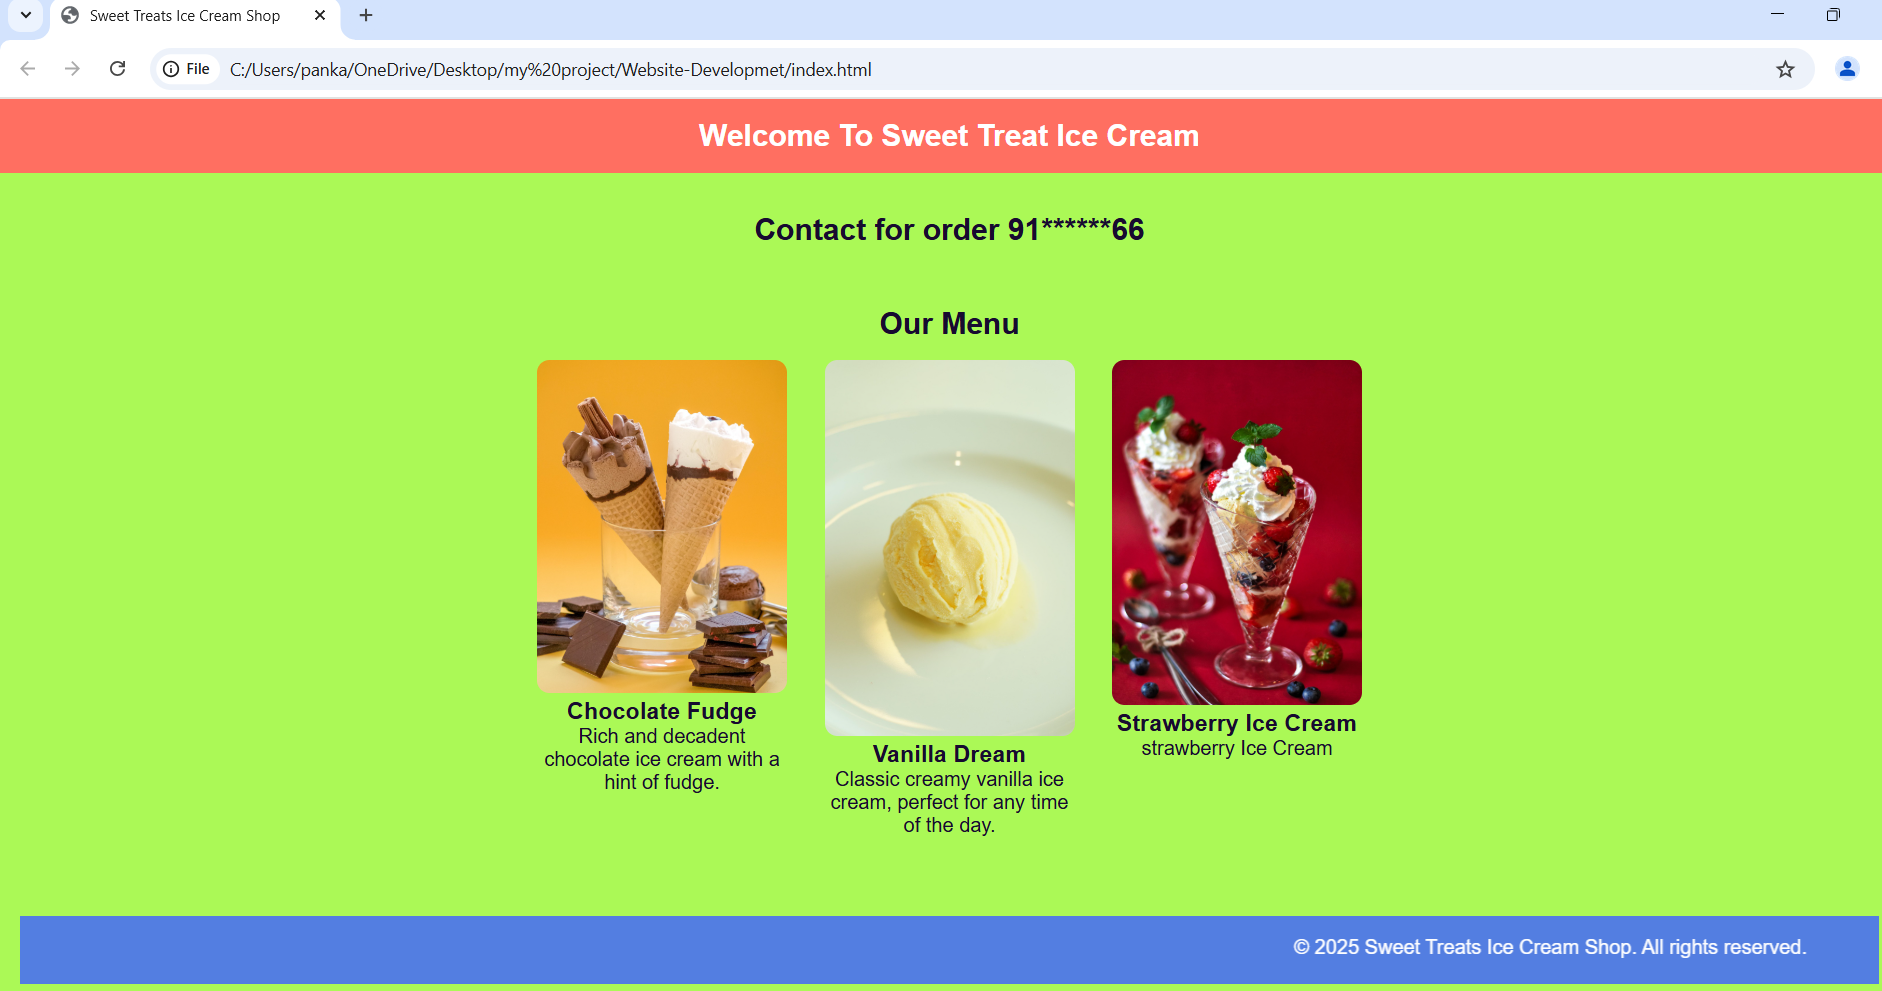 Sweet Treats Ice Cream Shop
File
C:/Users/panka/OneDrive/Desktop/my%20project/Website-Developmet/index.html
Welcome To Sweet Treat Ice Cream
Contact for order 91******66
Our Menu
Chocolate Fudge
Rich and decadent
chocolate ice cream with a
hint of fudge.
Vanilla Dream
Classic creamy vanilla ice
cream, perfect for any time
of the day.
Strawberry Ice Cream
strawberry Ice Cream
© 2025 Sweet Treats Ice Cream Shop. All rights reserved.